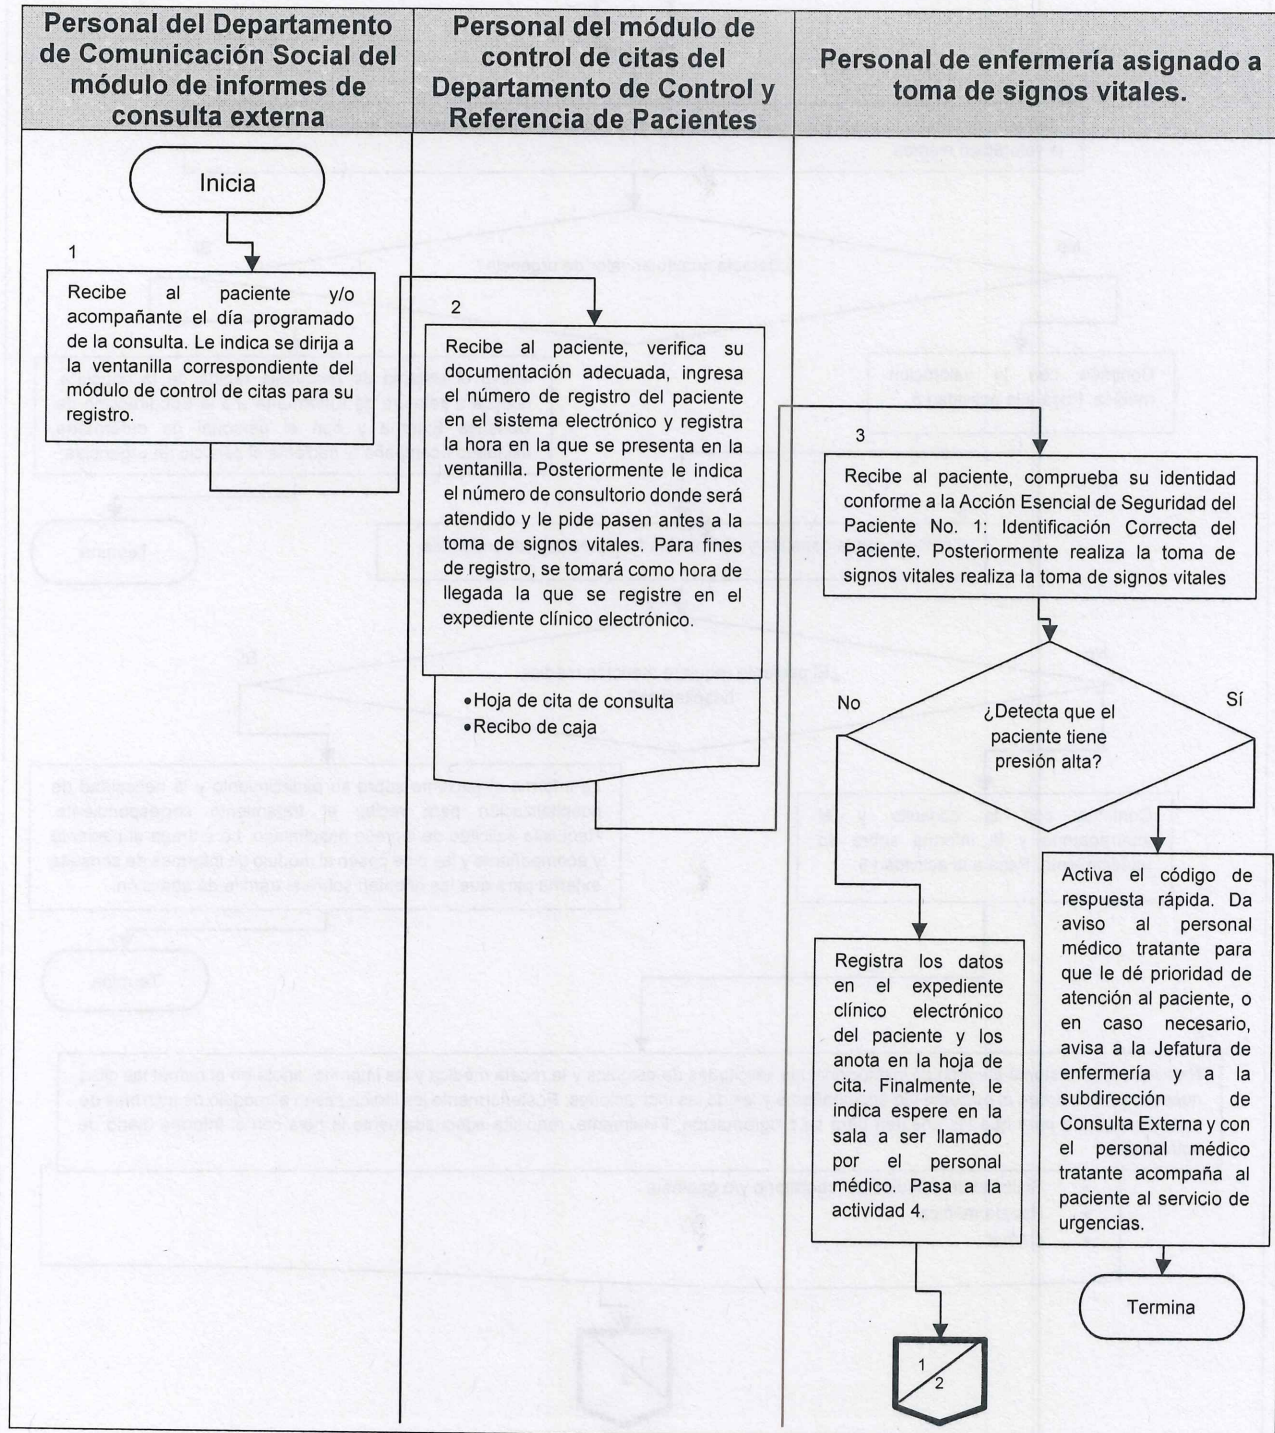 Personal del Departamento
de Comunicación Social del
módulo de informes de
consulta externa
Personal del módulo de
control de citas del
Departamento de Control y
Referencia de Pacientes
Personal de enfermería asignado a
toma de signos vitales.
Inicia
1
Recibe al paciente y/o
acompañante el día programado
de la consulta. Le indica se dirija a
la ventanilla correspondiente del
módulo de control de citas para su
registro.
2
Recibe al paciente, verifica su
documentación adecuada, ingresa
el número de registro del paciente
en el sistema electrónico y registra
la hora en la que se presenta en la
ventanilla. Posteriormente le indica
el número de consultorio donde será
atendido y le pide pasen antes a la
toma de signos vitales. Para fines
de registro, se tomará como hora de
llegada la que se registre en el
expediente clínico electrónico.
•Hoja de cita de consulta
•Recibo de caja
3
Recibe al paciente, comprueba su identidad
conforme a la Acción Esencial de Seguridad del
Paciente No. 1: Identificación Correcta del
Paciente. Posteriormente realiza la toma de
signos vitales realiza la toma de signos vitales
No
¿Detecta que el
paciente tiene
presión alta?
Sí
Registra los datos
en el expediente
clínico electrónico
del paciente y los
anota en la hoja de
cita. Finalmente, le
indica espere en la
sala a ser llamado
por el personal
médico. Pasa a la
actividad 4.
Activa el código de
respuesta rápida. Da
aviso al personal
médico tratante para
que le dé prioridad de
atención al paciente, o
en caso necesario,
avisa a la Jefatura de
enfermería y a la
subdirección de
Consulta Externa y con
el personal médico
tratante acompaña al
paciente al servicio de
urgencias.
Termina
1
2